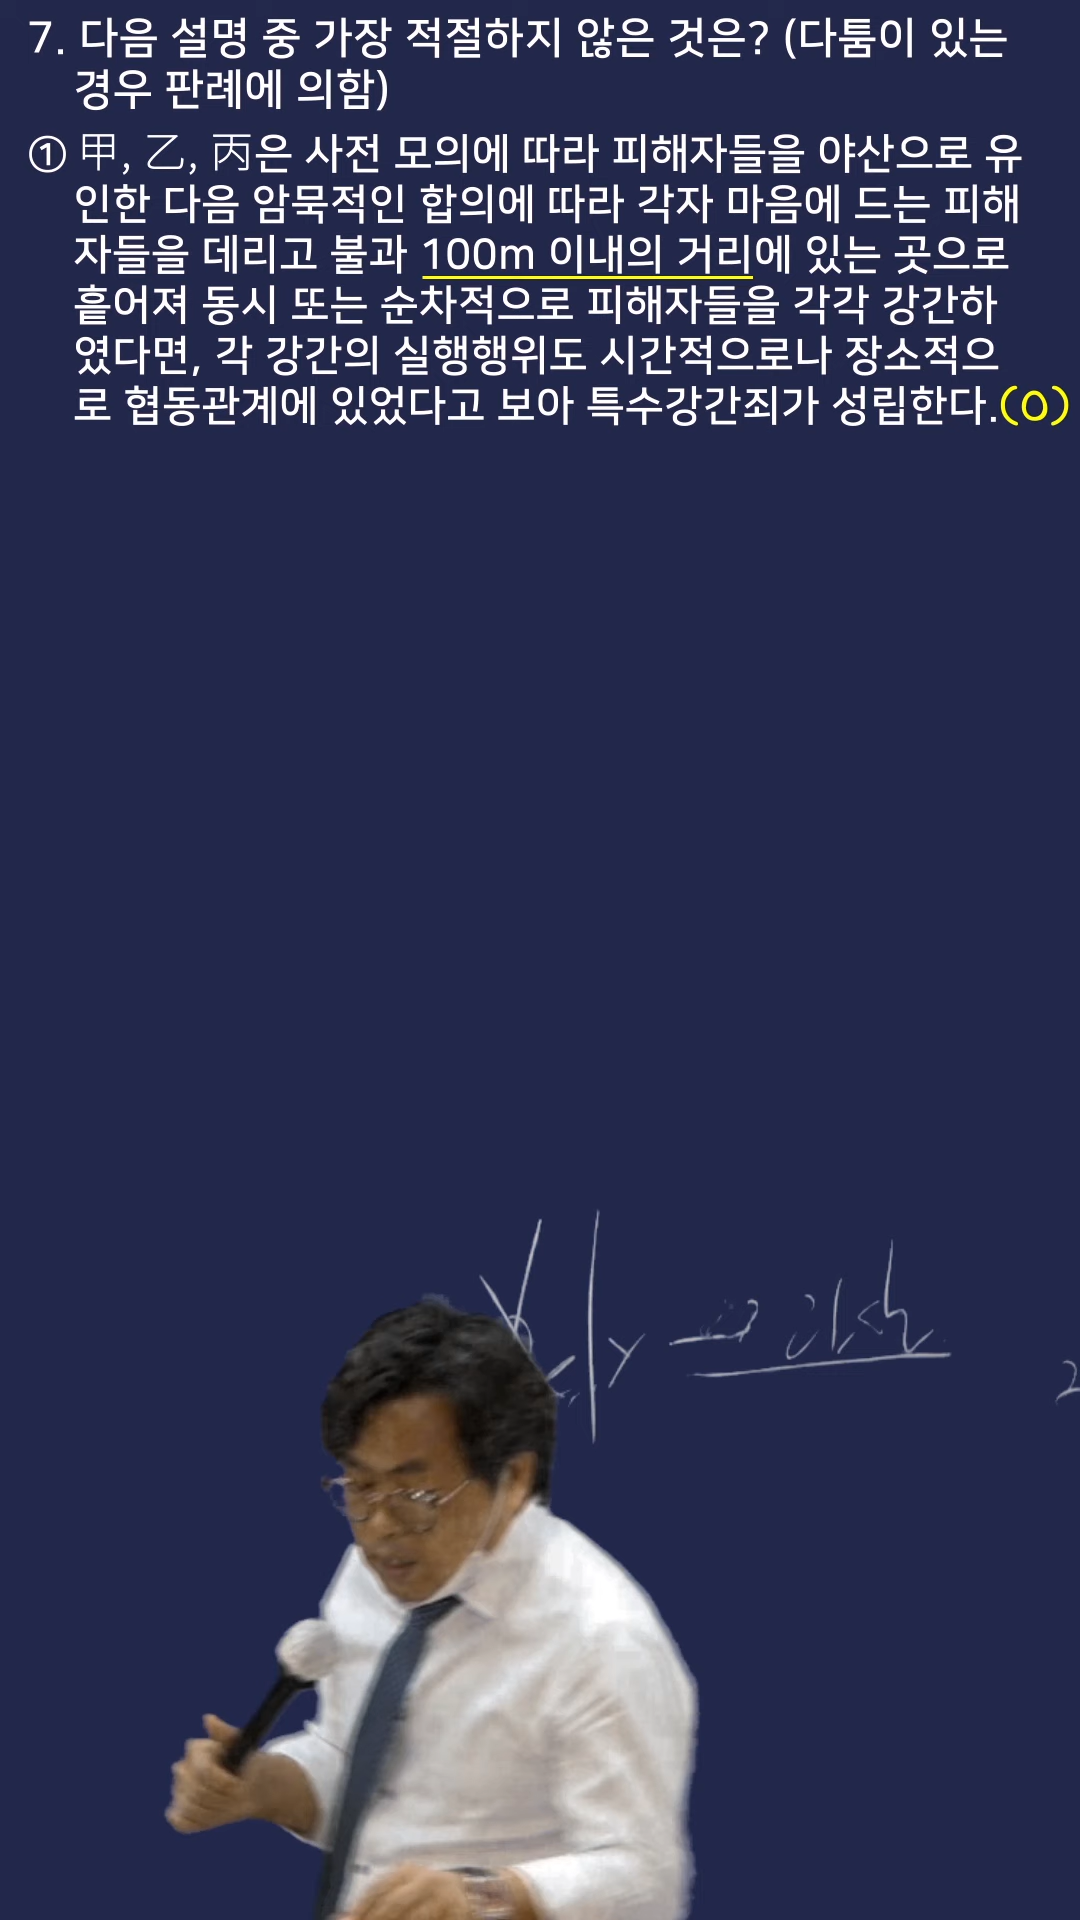 7. 다음 설명 중 가장 적절하지 않은 것은? (다툼이 있는
경우 판례에 의함)
① 甲, 乙, 丙은 사전 모의에 따라 피해자들을 야산으로 유
인한 다음 암묵적인 합의에 따라 각자 마음에 드는 피해
자들을 데리고 불과 100m 이내의 거리에 있는 곳으로
흩어져 동시 또는 순차적으로 피해자들을 각각 강간하
였다면, 각 강간의 실행행위도 시간적으로나 장소적으
로 협동관계에 있었다고 보아 특수강간죄가 성립한다.(O)